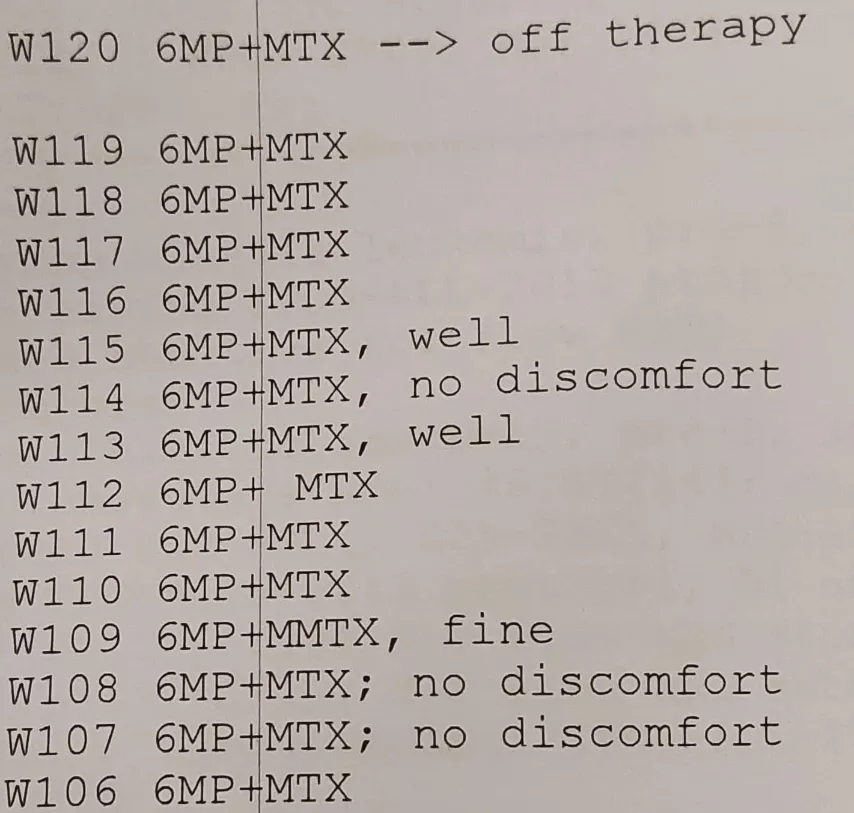 W120 6MP+MTX --> off therapy
W119 6MP+MTX
W118 6MP+MTX
W117 6MP+MTX
W116 6MP+MTX
W115 6MP+MTX, well
W114 6MP+MTX, no discomfort
W113 6MP+MTX, well
W112 6MP+ MTX
W111 6MP+MTX
W110 6MP+MTX
W109 6MP+MMTX, fine
W108 6MP+MTX; no discomfort
W107 6MP+MTX; no discomfort
W106 6MP+MTX